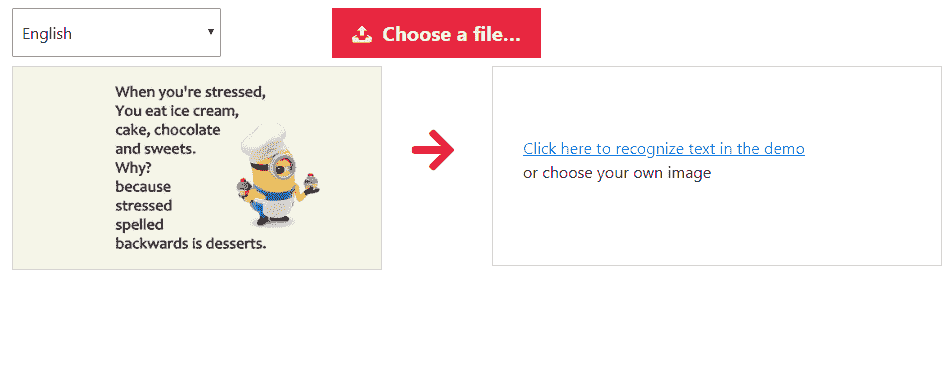 English
Choose a file...
When you're stressed,
You eat ice cream,
cake, chocolate
and sweets.
Why?
because
stressed
spelled
backwards is desserts.
Click here to recognize text in the demo
or choose your own image